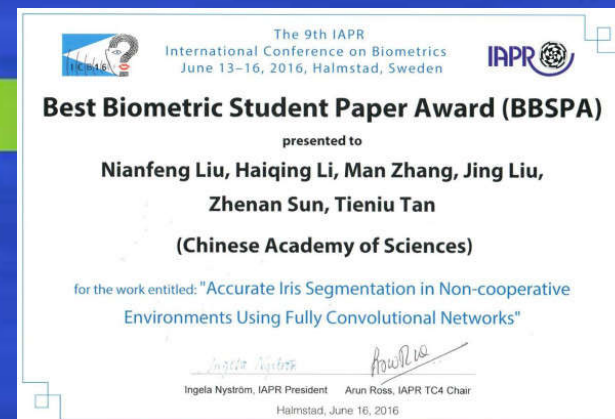 The 9th IAPR
International Conference on Biometrics
June 13–16, 2016, Halmstad, Sweden
ICB16
IAPR
Best Biometric Student Paper Award (BBSPA)
presented to
Nianfeng Liu, Haiqing Li, Man Zhang, Jing Liu,
Zhenan Sun, Tieniu Tan
(Chinese Academy of Sciences)
for the work entitled: "Accurate Iris Segmentation in Non-cooperative
Environments Using Fully Convolutional Networks"
Ingela Nyström
Ingela Nyström, IAPR President
Arun Ross, IAPR TC4 Chair
Halmstad, June 16, 2016